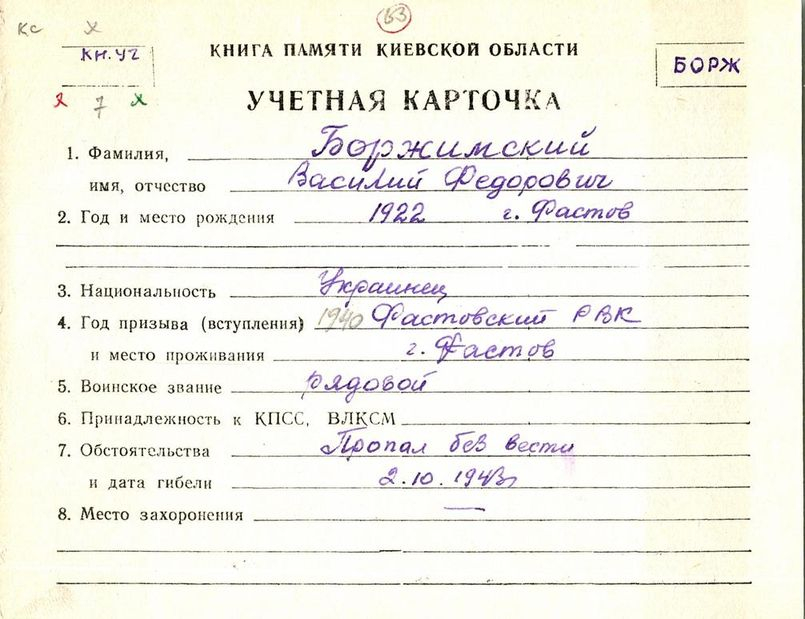 63
КС х
КНИГА ПАМЯТИ КИЕВСКОЙ ОБЛАСТИ
КН.УЧ
БОРЖ
х 7 х
УЧЕТНАЯ КАРТОЧКА
1. Фамилия, Боржимский
имя, отчество Василий Федорович
2. Год и место рождения 1922 г. Фастов
3. Национальность Украинец
4. Год призыва (вступления) 1940 Фастовский РВК
и место проживания г. Фастов
5. Воинское звание рядовой
6. Принадлежность к КПСС, ВЛКСМ
7. Обстоятельства Пропал без вести
и дата гибели 2.10.1943г
8. Место захоронения —